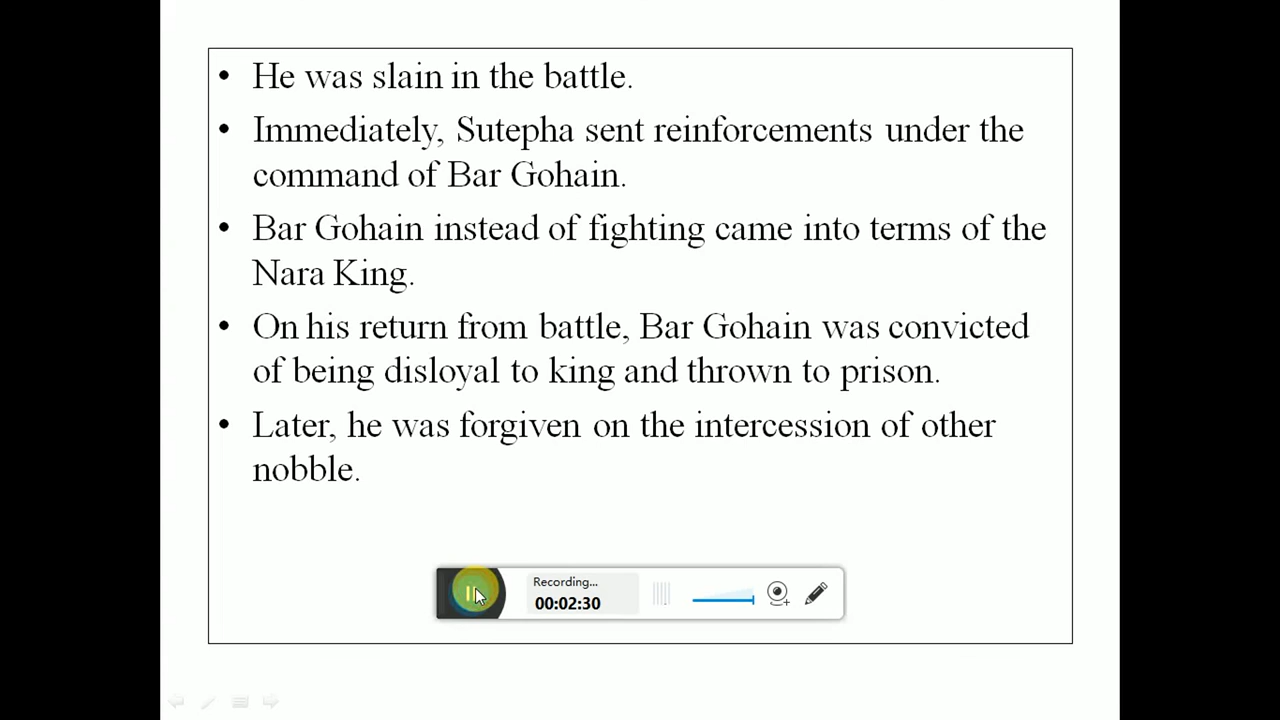 • He was slain in the battle.
• Immediately, Sutepha sent reinforcements under the
command of Bar Gohain.
• Bar Gohain instead of fighting came into terms of the
Nara King.
• On his return from battle, Bar Gohain was convicted
of being disloyal to king and thrown to prison.
• Later, he was forgiven on the intercession of other
nobble.
Recording...
00:02:30